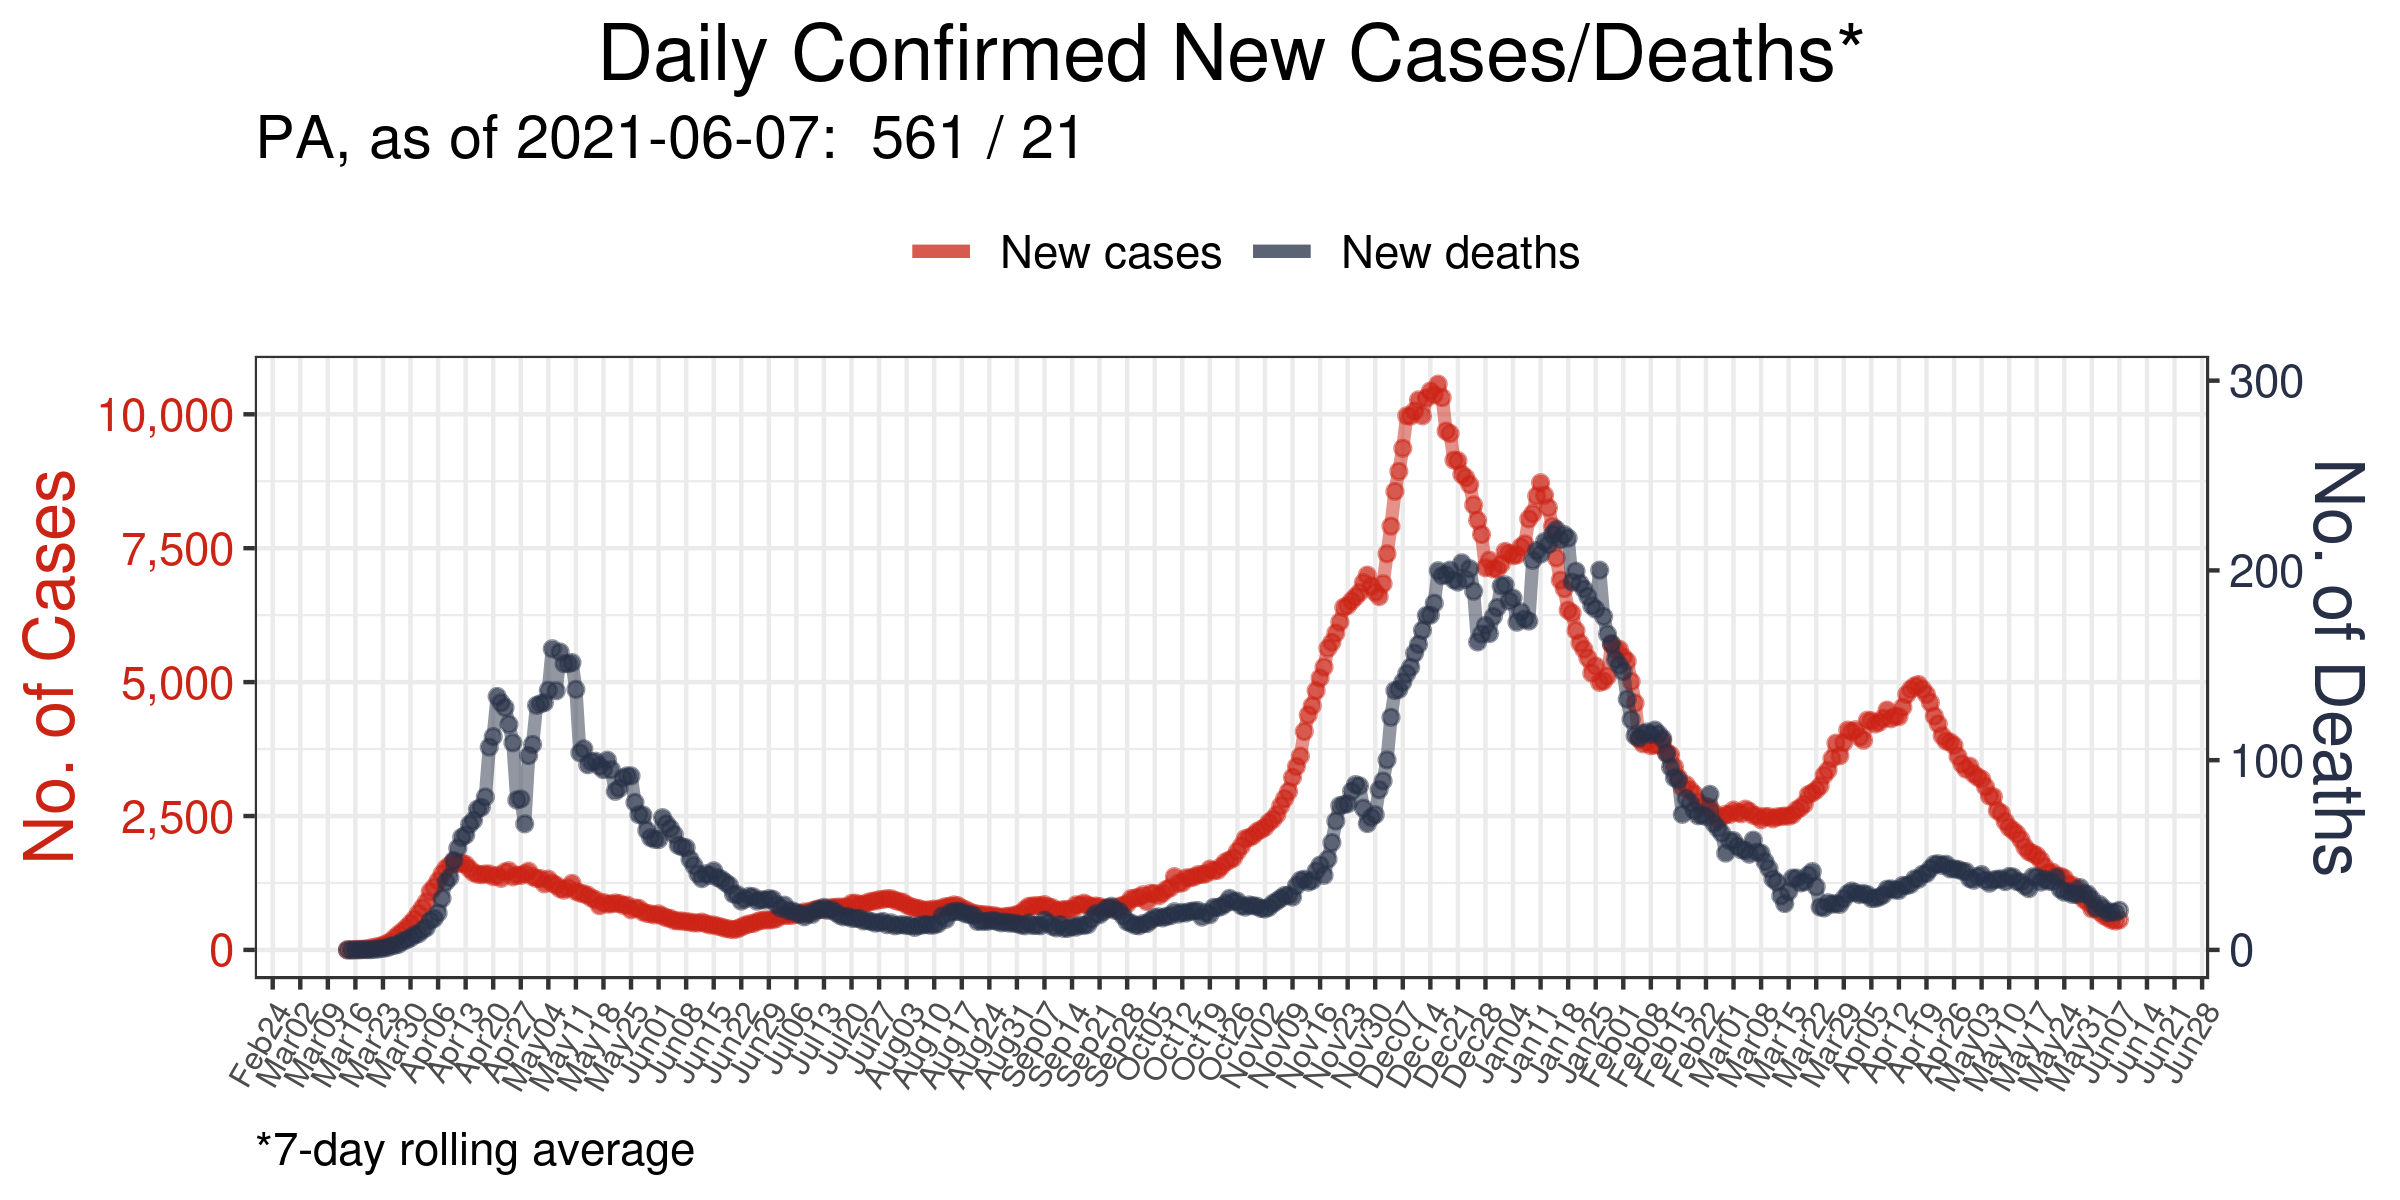 Daily Confirmed New Cases/Deaths*
PA, as of 2021-06-07:  561 / 21
New cases
New deaths
No. of Cases
10,000
7,500
5,000
2,500
0
300
200
100
0
No. of Deaths
Feb24
Mar02
Mar09
Mar16
Mar23
Mar30
Apr06
Apr13
Apr20
Apr27
May04
May11
May18
May25
Jun01
Jun08
Jun15
Jun22
Jun29
Jul06
Jul13
Jul20
Jul27
Aug03
Aug10
Aug17
Aug24
Aug31
Sep07
Sep14
Sep21
Sep28
Oct05
Oct12
Oct19
Oct26
Nov02
Nov09
Nov16
Nov23
Nov30
Dec07
Dec14
Dec21
Dec28
Jan04
Jan11
Jan18
Jan25
Feb01
Feb08
Feb15
Feb22
Mar01
Mar08
Mar15
Mar22
Mar29
Apr05
Apr12
Apr19
Apr26
May03
May10
May17
May24
May31
Jun07
Jun14
Jun21
Jun28
*7-day rolling average